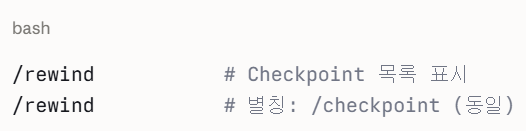 bash
/rewind # Checkpoint 목록 표시
/rewind # 별칭: /checkpoint (동일)